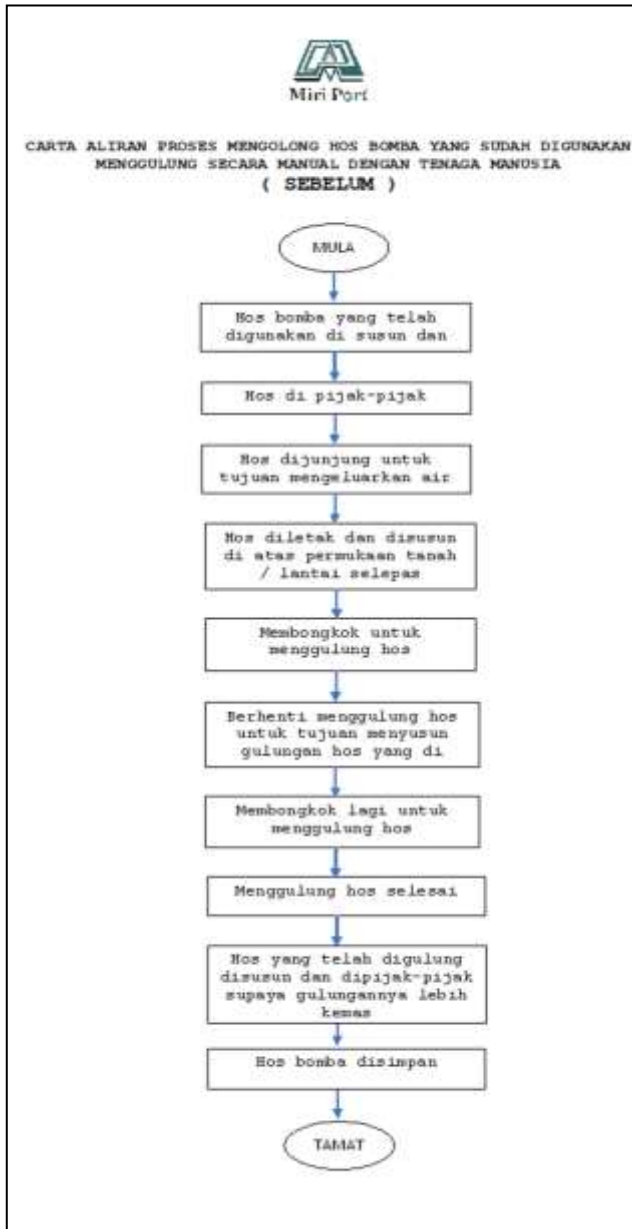 Miri Port
CARTA ALIRAN PROSES MENGOLONG HOS BOMBA YANG SUDAH DIGUNAKAN
MENGGULUNG SECARA MANUAL DENGAN TENAGA MANUSIA
( SEBELUM )
MULA
Hos bomba yang telah
digunakan di susun dan
Hos di pijak-pijak
Hos dijunjung untuk
tujuan mengeluarkan air
Hos diletak dan disusun
di atas permukaan tanah
/ lantai selepas
Membongkok untuk
menggulung hos
Berhenti menggulung hos
untuk tujuan menyusun
gulungan hos yang di
Membongkok lagi untuk
menggulung hos
Menggulung hos selesai
Hos yang telah digulung
disusun dan dipijak-pijak
supaya gulungannya lebih
kemas
Hos bomba disimpan
TAMAT